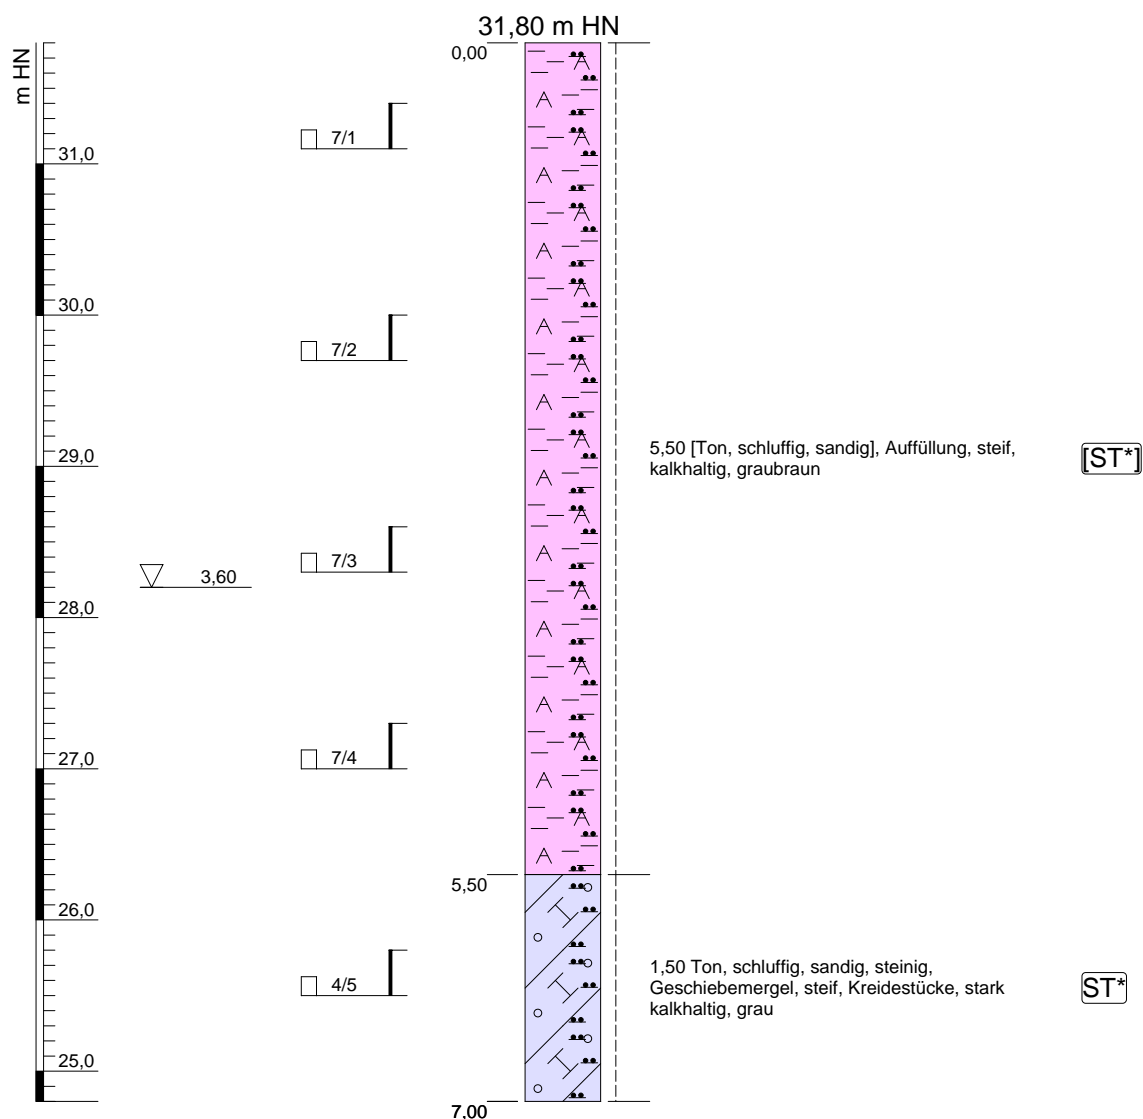 31,80 m HN
m HN
0,00
7/1
31,0
30,0
7/2
29,0
5,50 [Ton, schluffig, sandig], Auffüllung, steif,
kalkhaltig, graubraun
[ST*]
7/3
3,60
28,0
7/4
27,0
5,50
26,0
1,50 Ton, schluffig, sandig, steinig,
Geschiebemergel, steif, Kreidestücke, stark
kalkhaltig, grau
ST*
4/5
25,0
7,00